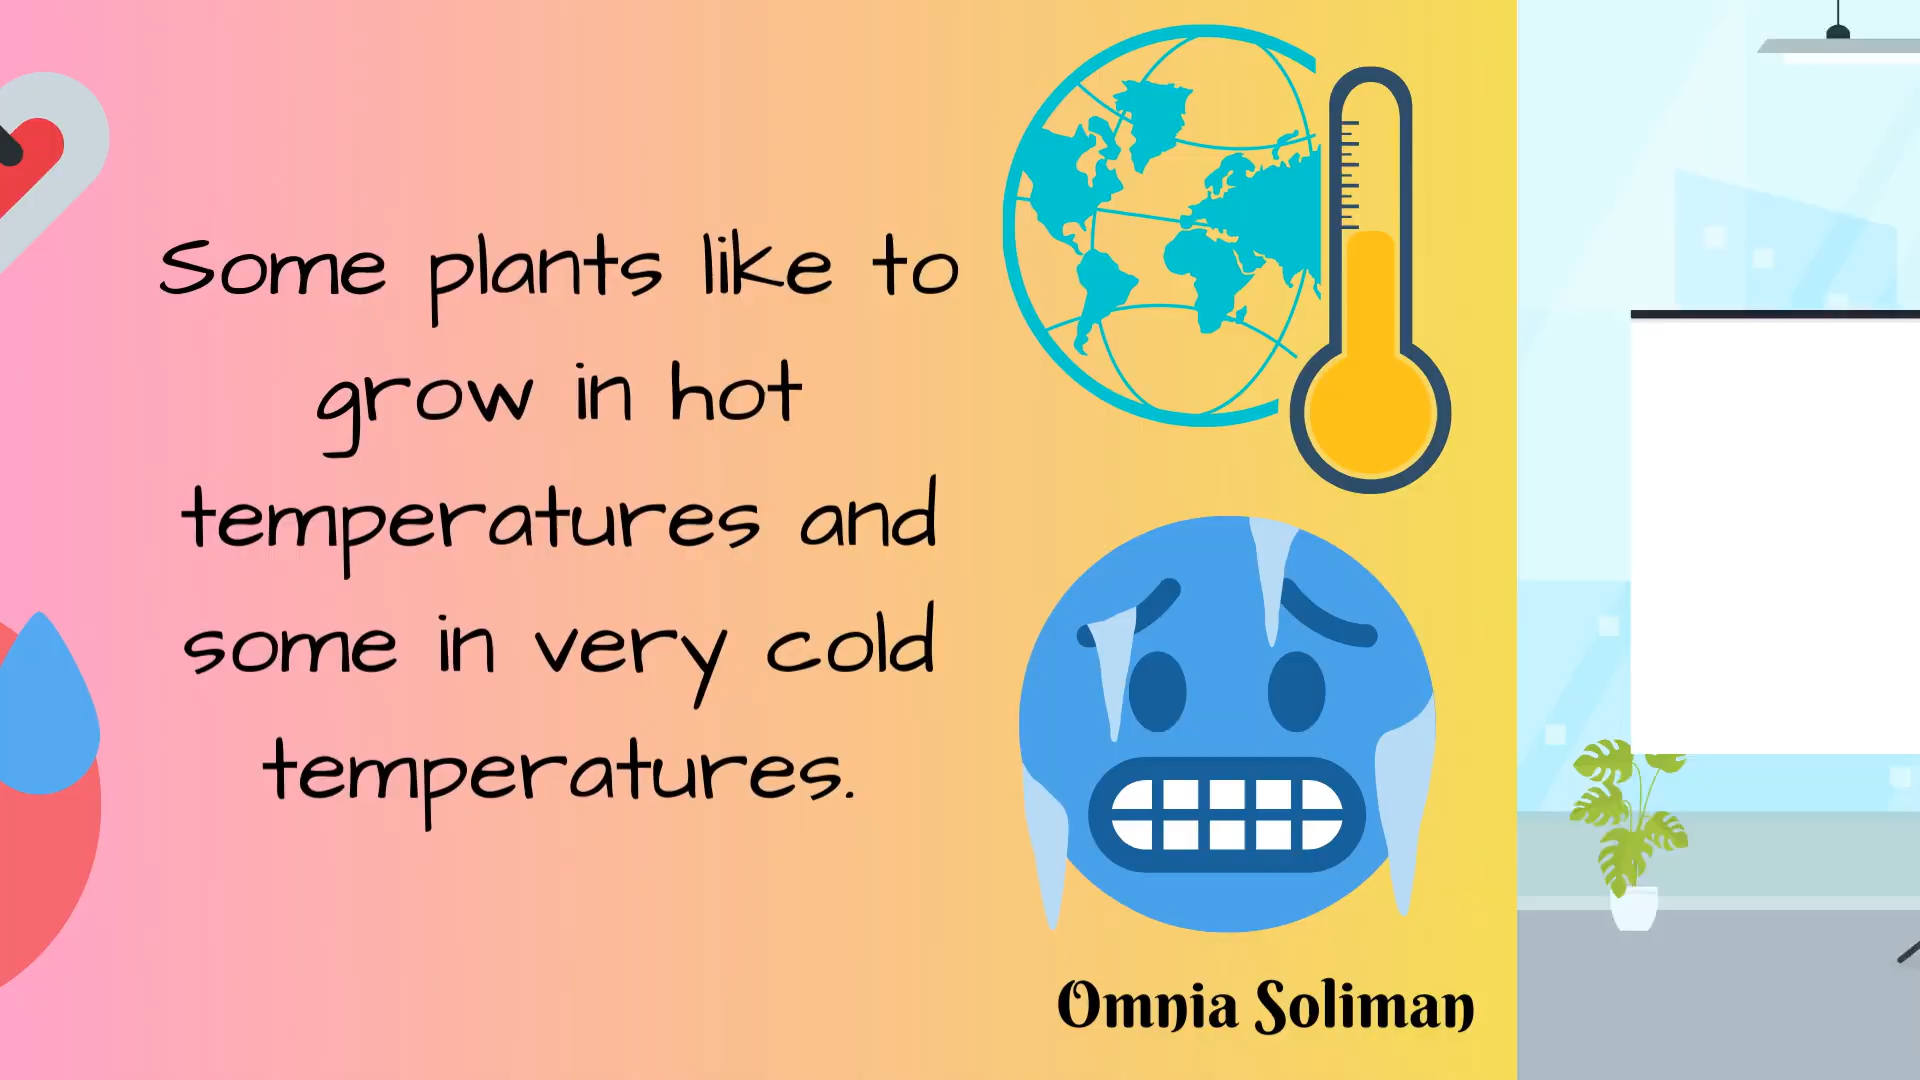 Some plants like to
grow in hot
temperatures and
some in very cold
temperatures.
Omnia Soliman